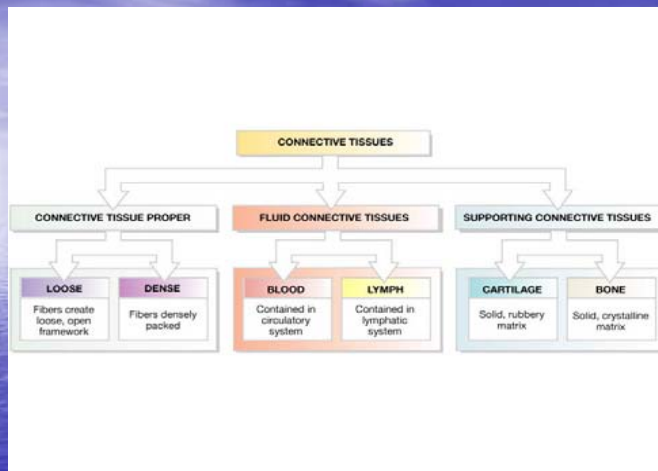 CONNECTIVE TISSUES
CONNECTIVE TISSUE PROPER
FLUID CONNECTIVE TISSUES
SUPPORTING CONNECTIVE TISSUES
LOOSE
Fibers create
loose, open
framework
DENSE
Fibers densely
packed
BLOOD
Contained in
circulatory
system
LYMPH
Contained in
lymphatic
system
CARTILAGE
Solid, rubbery
matrix
BONE
Solid, crystalline
matrix